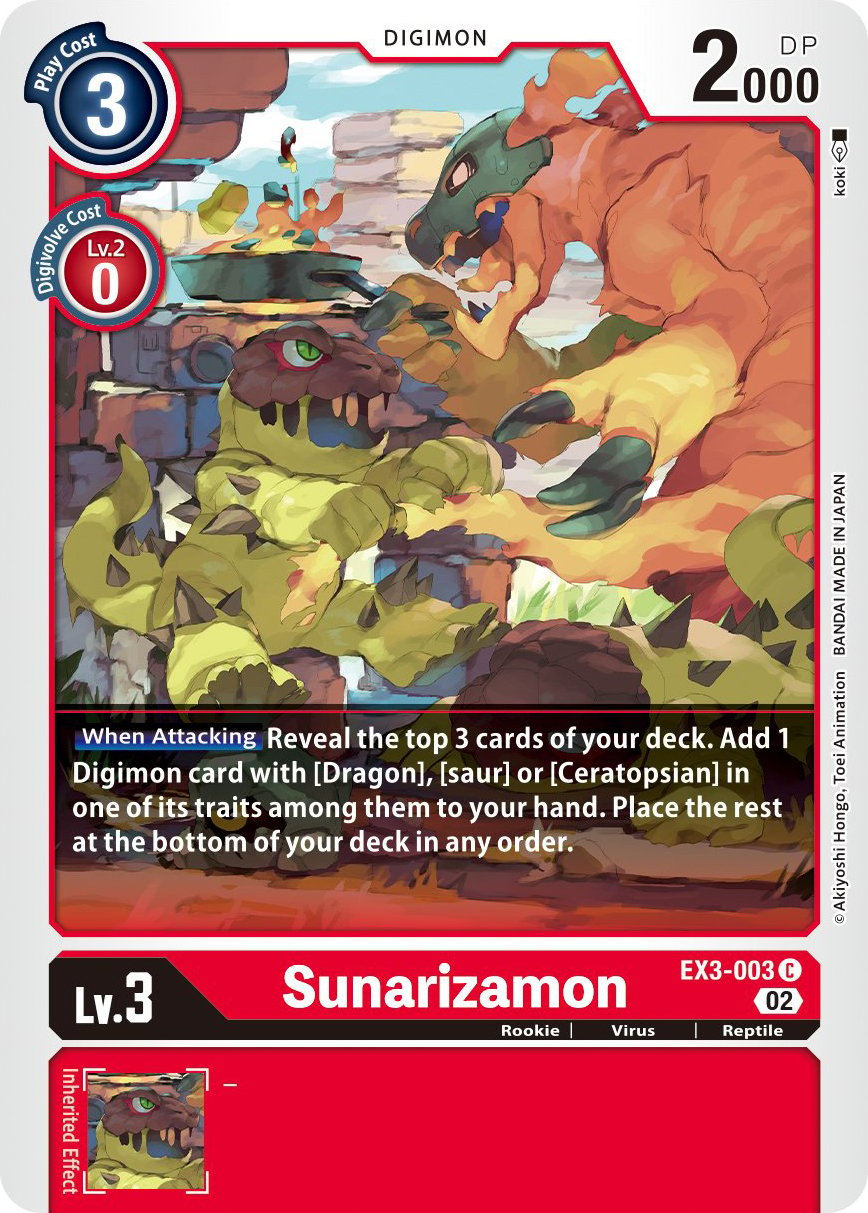 DIGIMON
Play Cost
3
DP
2000
Digivolve Cost
Lv.2
0
koki
BANDAI MADE IN JAPAN
©Akiyoshi Hongo, Toei Animation
When Attacking Reveal the top 3 cards of your deck. Add 1
Digimon card with [Dragon], [saur] or [Ceratopsian] in
one of its traits among them to your hand. Place the rest
at the bottom of your deck in any order.
Lv.3
Sunarizamon
EX3-003 C
02
Rookie | Virus | Reptile
Inherited Effect
–